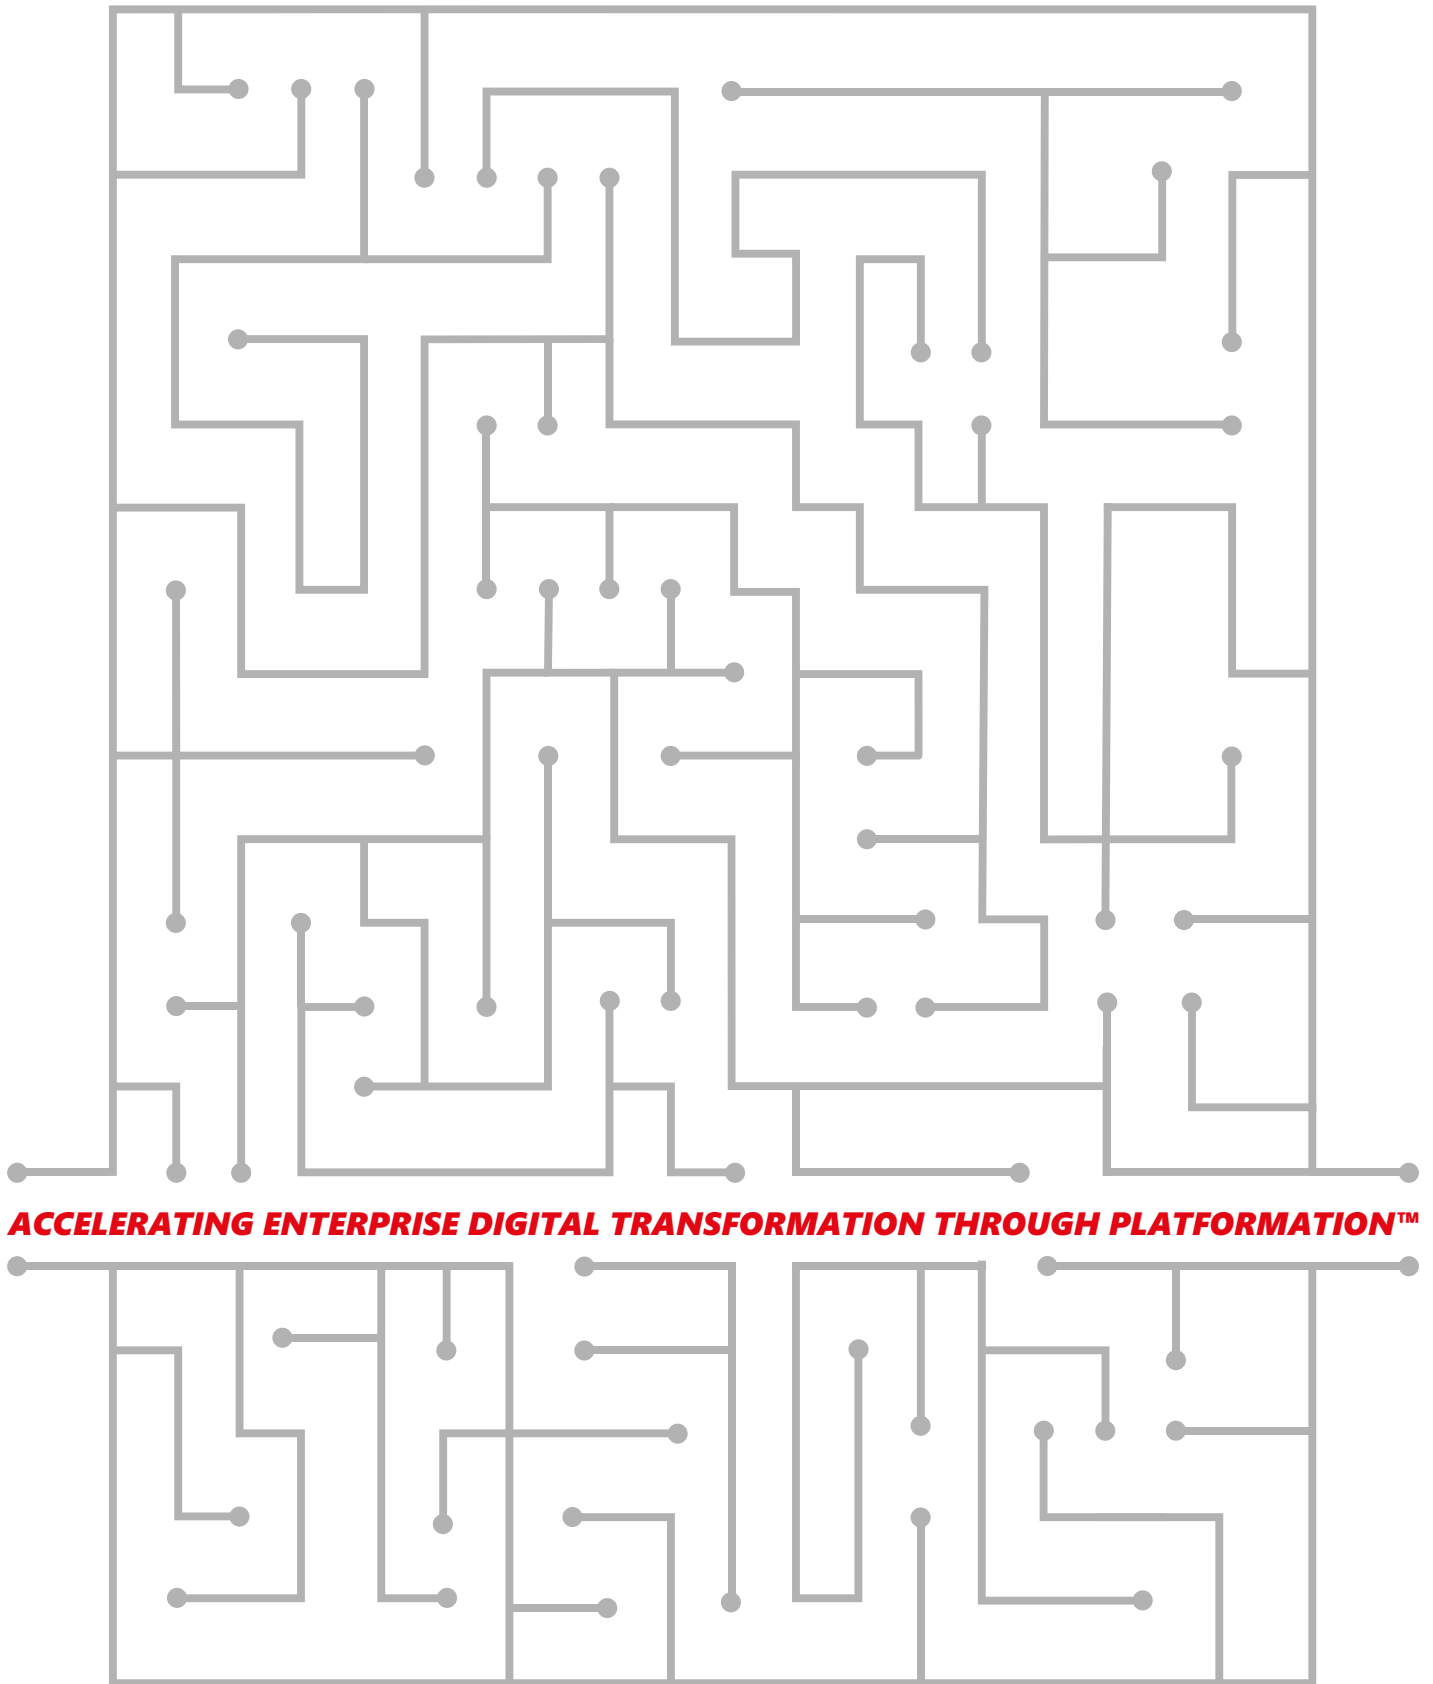 ACCELERATING ENTERPRISE DIGITAL TRANSFORMATION THROUGH PLATFORMATION™